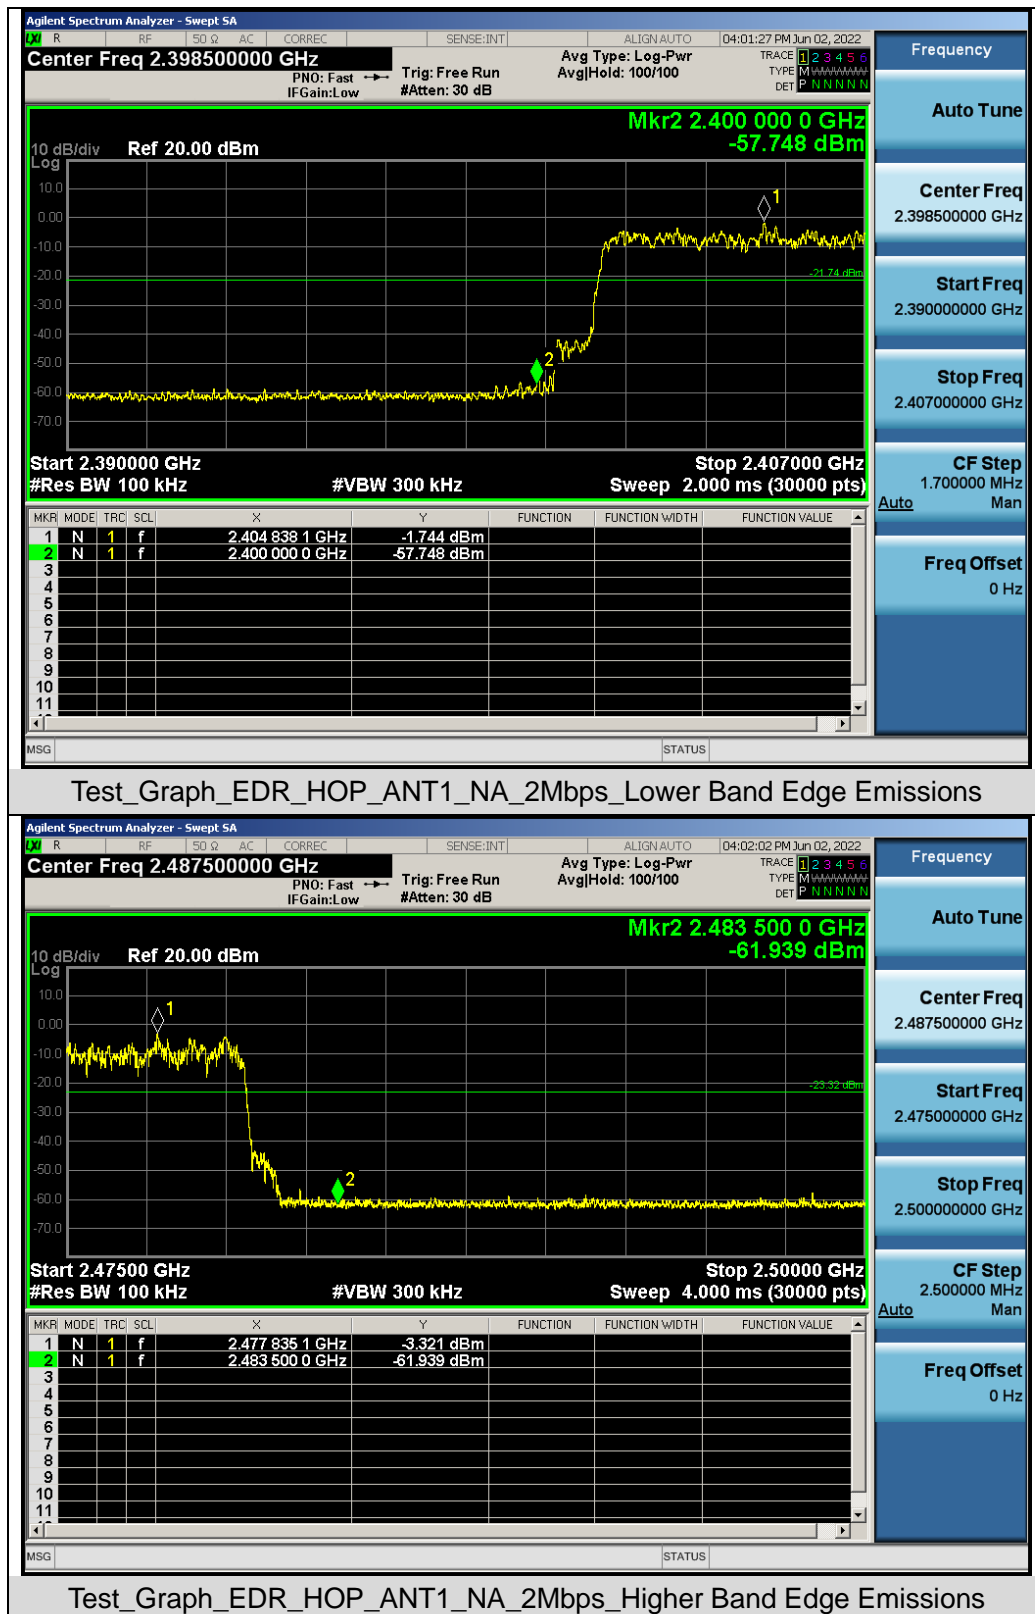 Agilent Spectrum Analyzer - Swept SA
LXI R RF 50 Ω AC CORREC SENSE:INT ALIGN AUTO 04:01:27 PM Jun 02, 2022
Center Freq 2.398500000 GHz
PNO: Fast
IFGain:Low
Trig: Free Run
#Atten: 30 dB
Avg Type: Log-Pwr
Avg|Hold: 100/100
TRACE 1 2 3 4 5 6
TYPE M
DET P N N N N N
Mkr2 2.400 000 0 GHz
-57.748 dBm
10 dB/div Ref 20.00 dBm
Log
10.0
0.00
-10.0
-20.0
-30.0
-40.0
-50.0
-60.0
-70.0
1
-21.74 dBm
2
Start 2.390000 GHz Stop 2.407000 GHz
#Res BW 100 kHz #VBW 300 kHz Sweep 2.000 ms (30000 pts)
MKR MODE TRC SCL X Y FUNCTION FUNCTION WIDTH FUNCTION VALUE
1 N 1 f 2.404 838 1 GHz -1.744 dBm
2 N 1 f 2.400 000 0 GHz -57.748 dBm
3
4
5
6
7
8
9
10
11
MSG STATUS
Frequency
Auto Tune
Center Freq
2.398500000 GHz
Start Freq
2.390000000 GHz
Stop Freq
2.407000000 GHz
CF Step
1.700000 MHz
Auto Man
Freq Offset
0 Hz
Test_Graph_EDR_HOP_ANT1_NA_2Mbps_Lower Band Edge Emissions
Agilent Spectrum Analyzer - Swept SA
LXI R RF 50 Ω AC CORREC SENSE:INT ALIGN AUTO 04:02:02 PM Jun 02, 2022
Center Freq 2.487500000 GHz
PNO: Fast
IFGain:Low
Trig: Free Run
#Atten: 30 dB
Avg Type: Log-Pwr
Avg|Hold: 100/100
TRACE 1 2 3 4 5 6
TYPE M
DET P N N N N N
Mkr2 2.483 500 0 GHz
-61.939 dBm
10 dB/div Ref 20.00 dBm
Log
10.0
0.00
-10.0
-20.0
-30.0
-40.0
-50.0
-60.0
-70.0
1
-23.32 dBm
2
Start 2.47500 GHz Stop 2.50000 GHz
#Res BW 100 kHz #VBW 300 kHz Sweep 4.000 ms (30000 pts)
MKR MODE TRC SCL X Y FUNCTION FUNCTION WIDTH FUNCTION VALUE
1 N 1 f 2.477 835 1 GHz -3.321 dBm
2 N 1 f 2.483 500 0 GHz -61.939 dBm
3
4
5
6
7
8
9
10
11
MSG STATUS
Frequency
Auto Tune
Center Freq
2.487500000 GHz
Start Freq
2.475000000 GHz
Stop Freq
2.500000000 GHz
CF Step
2.500000 MHz
Auto Man
Freq Offset
0 Hz
Test_Graph_EDR_HOP_ANT1_NA_2Mbps_Higher Band Edge Emissions